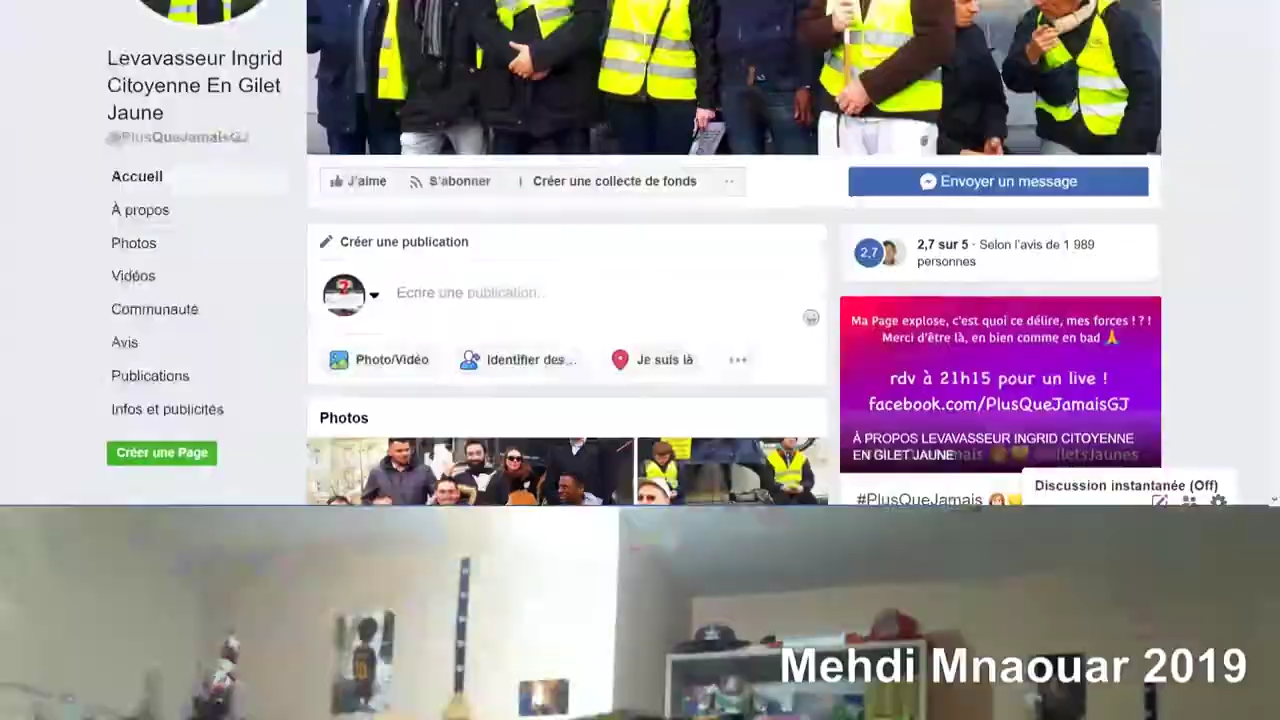 Levavasseur Ingrid
Citoyenne En Gilet
Jaune
@PlusQueJamaisGJ
Accueil
À propos
Photos
Vidéos
Communauté
Avis
Publications
Infos et publicités
Créer une Page
J'aime
S'abonner
Créer une collecte de fonds
Envoyer un message
Créer une publication
Écrire une publication...
Photo/Vidéo
Identifier des...
Je suis là
Photos
2,7
2,7 sur 5 · Selon l'avis de 1 989
personnes
Ma Page explose, c'est quoi ce délire, mes forces ! ? !
Merci d'être là, en bien comme en bad
rdv à 21h15 pour un live !
facebook.com/PlusQueJamaisGJ
À PROPOS LEVAVASSEUR INGRID CITOYENNE
EN GILET JAUNE
#PlusQueJamais
Discussion instantanée (Off)
Mehdi Mnaouar 2019